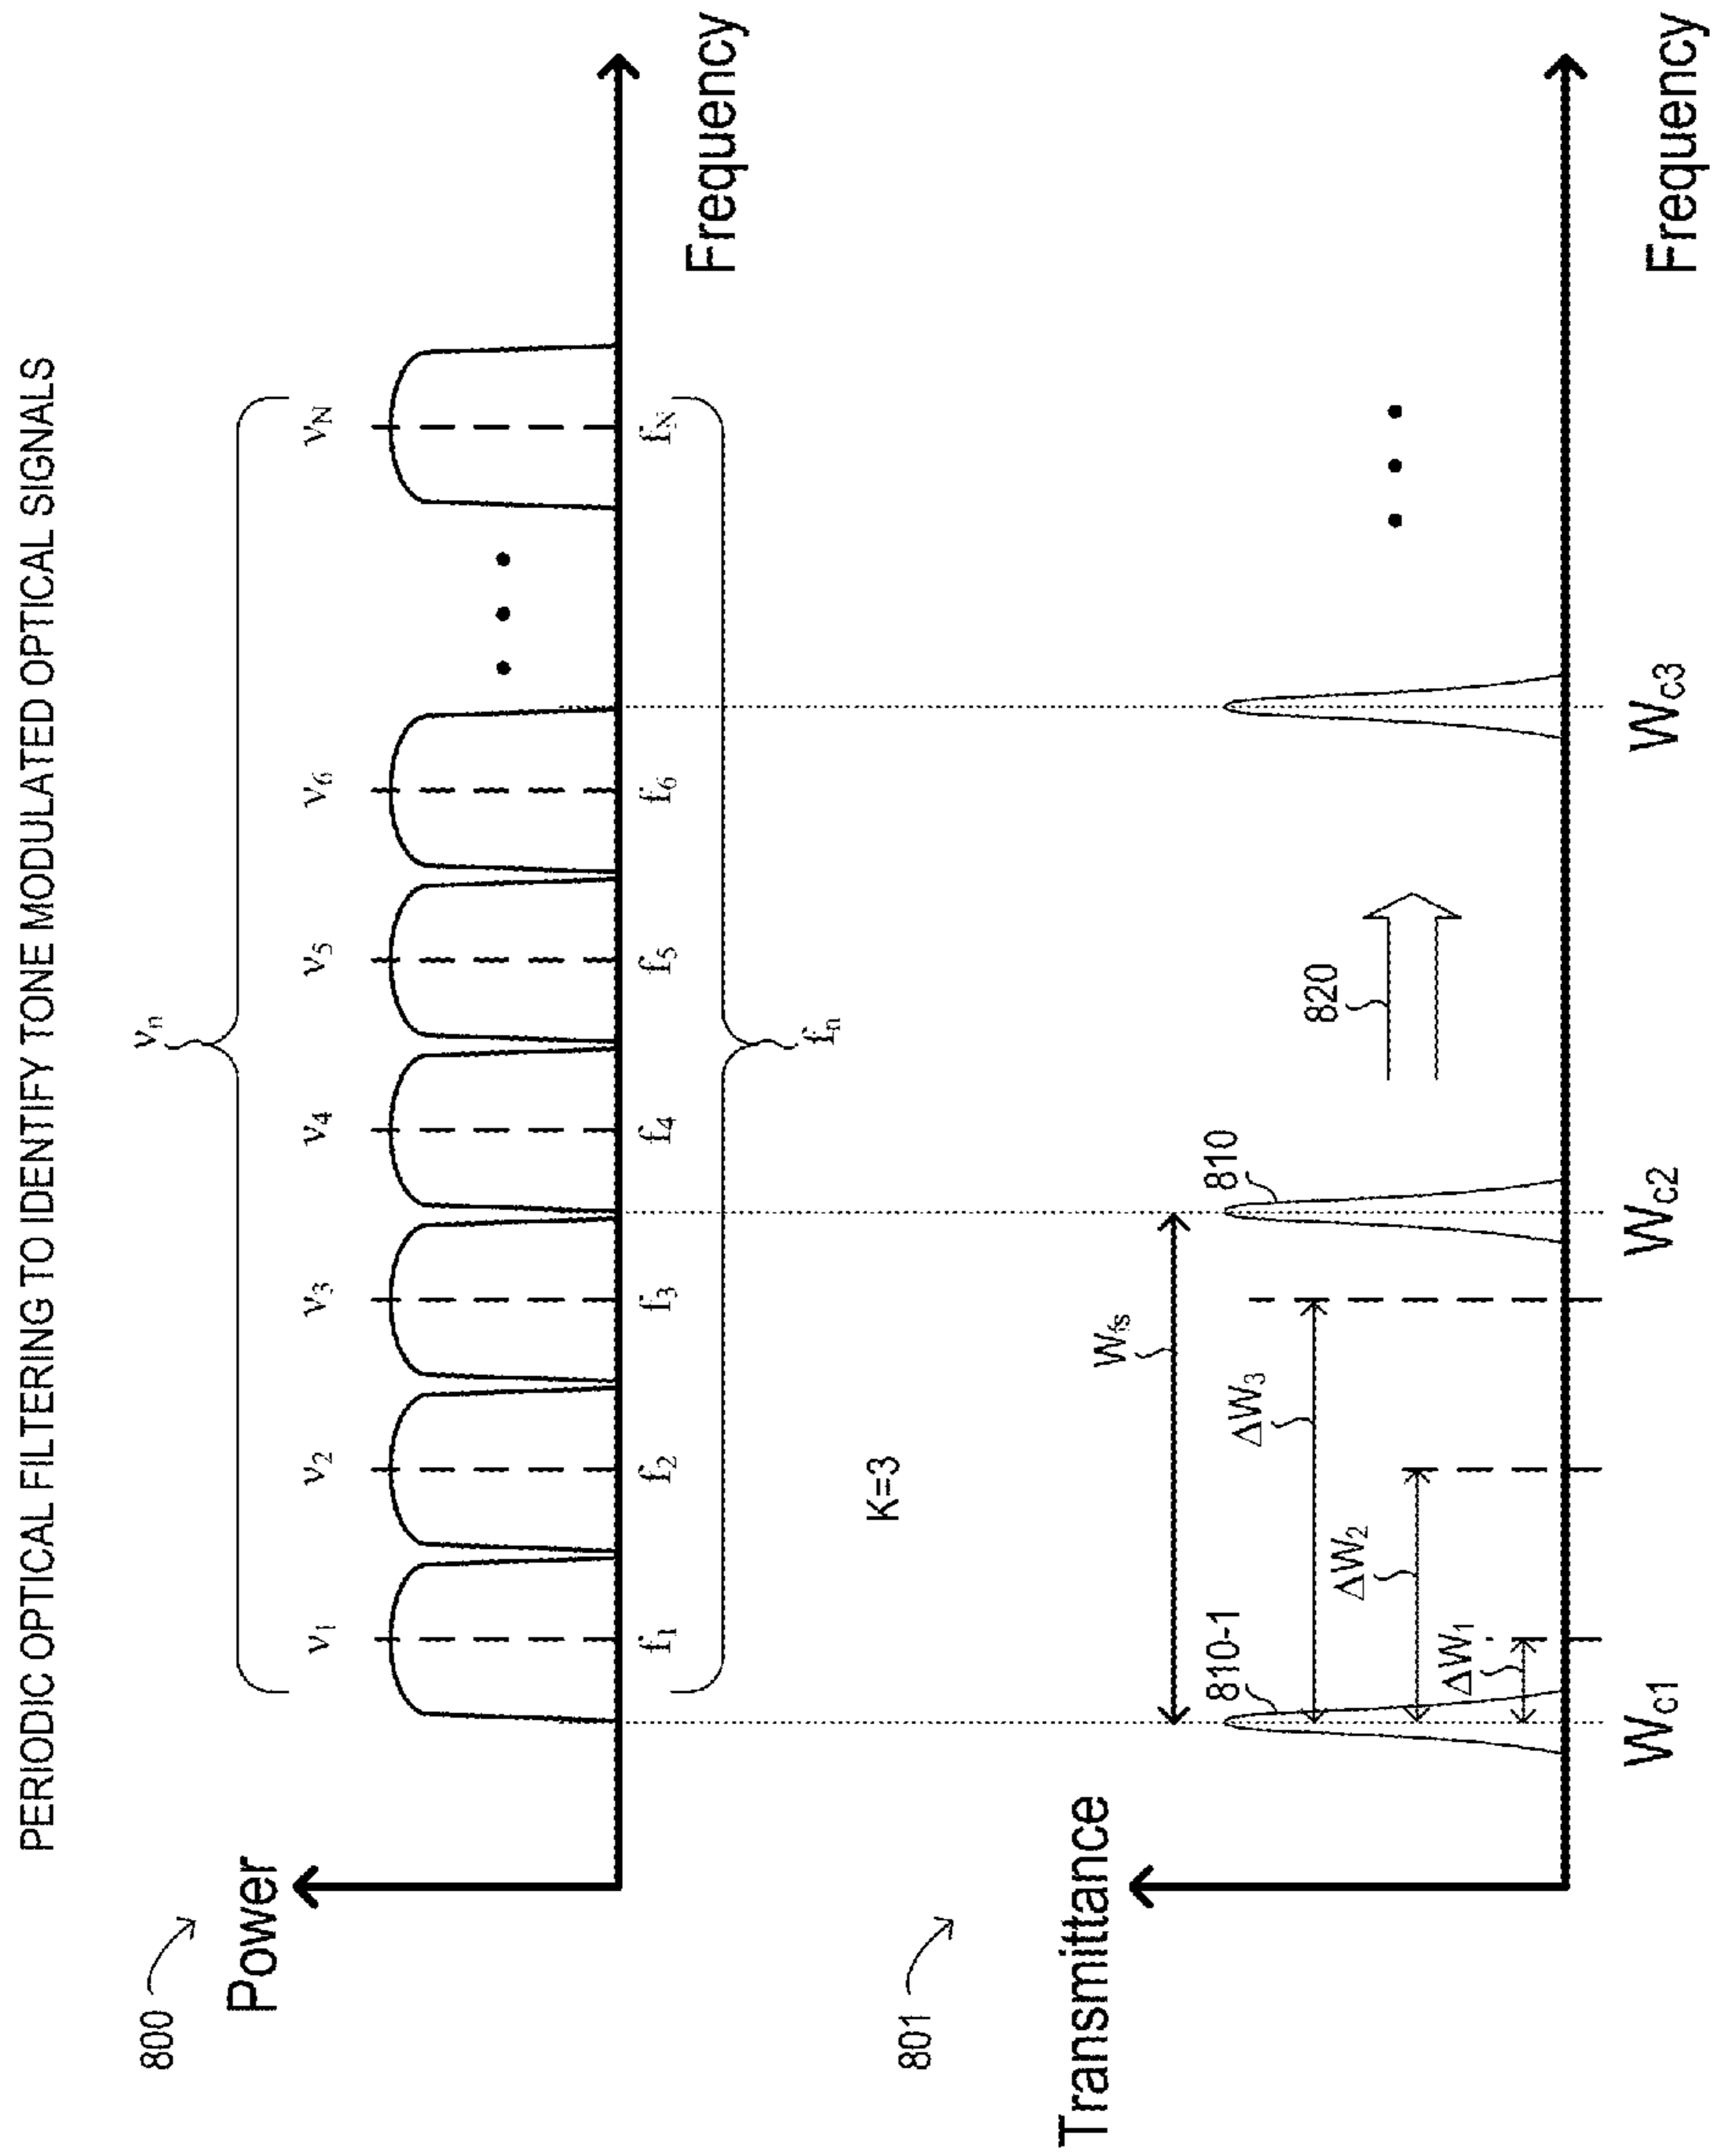 PERIODIC OPTICAL FILTERING TO IDENTIFY TONE MODULATED OPTICAL SIGNALS
800
νn
Power
ν1 ν2 ν3 ν4 ν5 ν6 νN
f1 f2 f3 f4 f5 f6 fN
Frequency
fn
K=3
801
Transmittance
Wfs
810-1
810
ΔW3
820
ΔW2
ΔW1
Wc1 Wc2 Wc3
Frequency